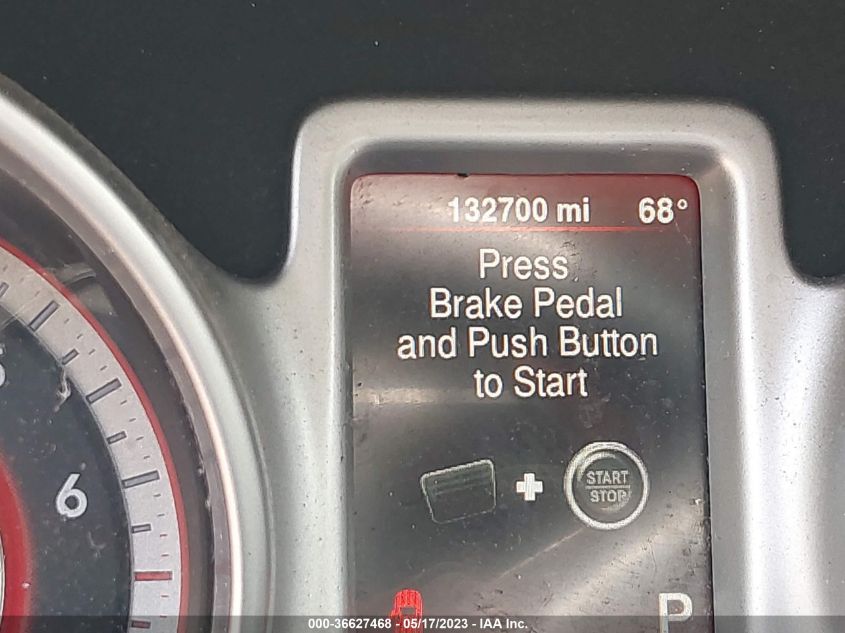 132700 mi 68°
Press
Brake Pedal
and Push Button
to Start
START
STOP
6
P
000-36627468 - 05/17/2023 - IAA Inc.